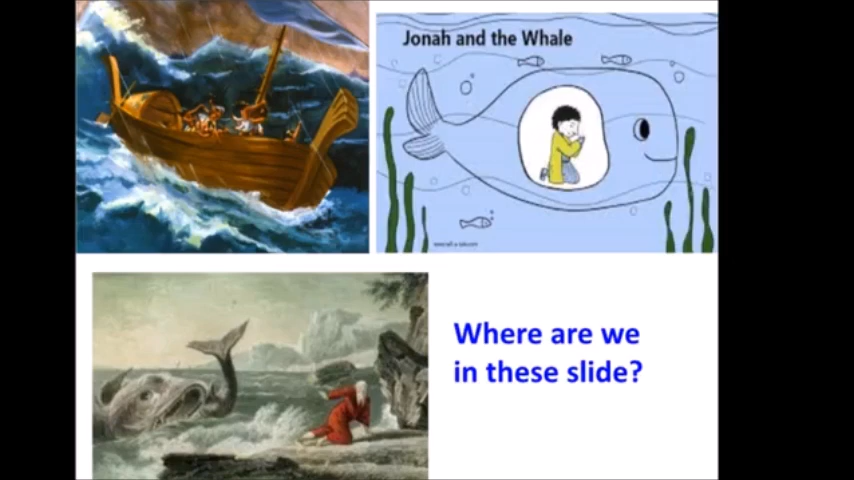 Jonah and the Whale
Where are we
in these slide?